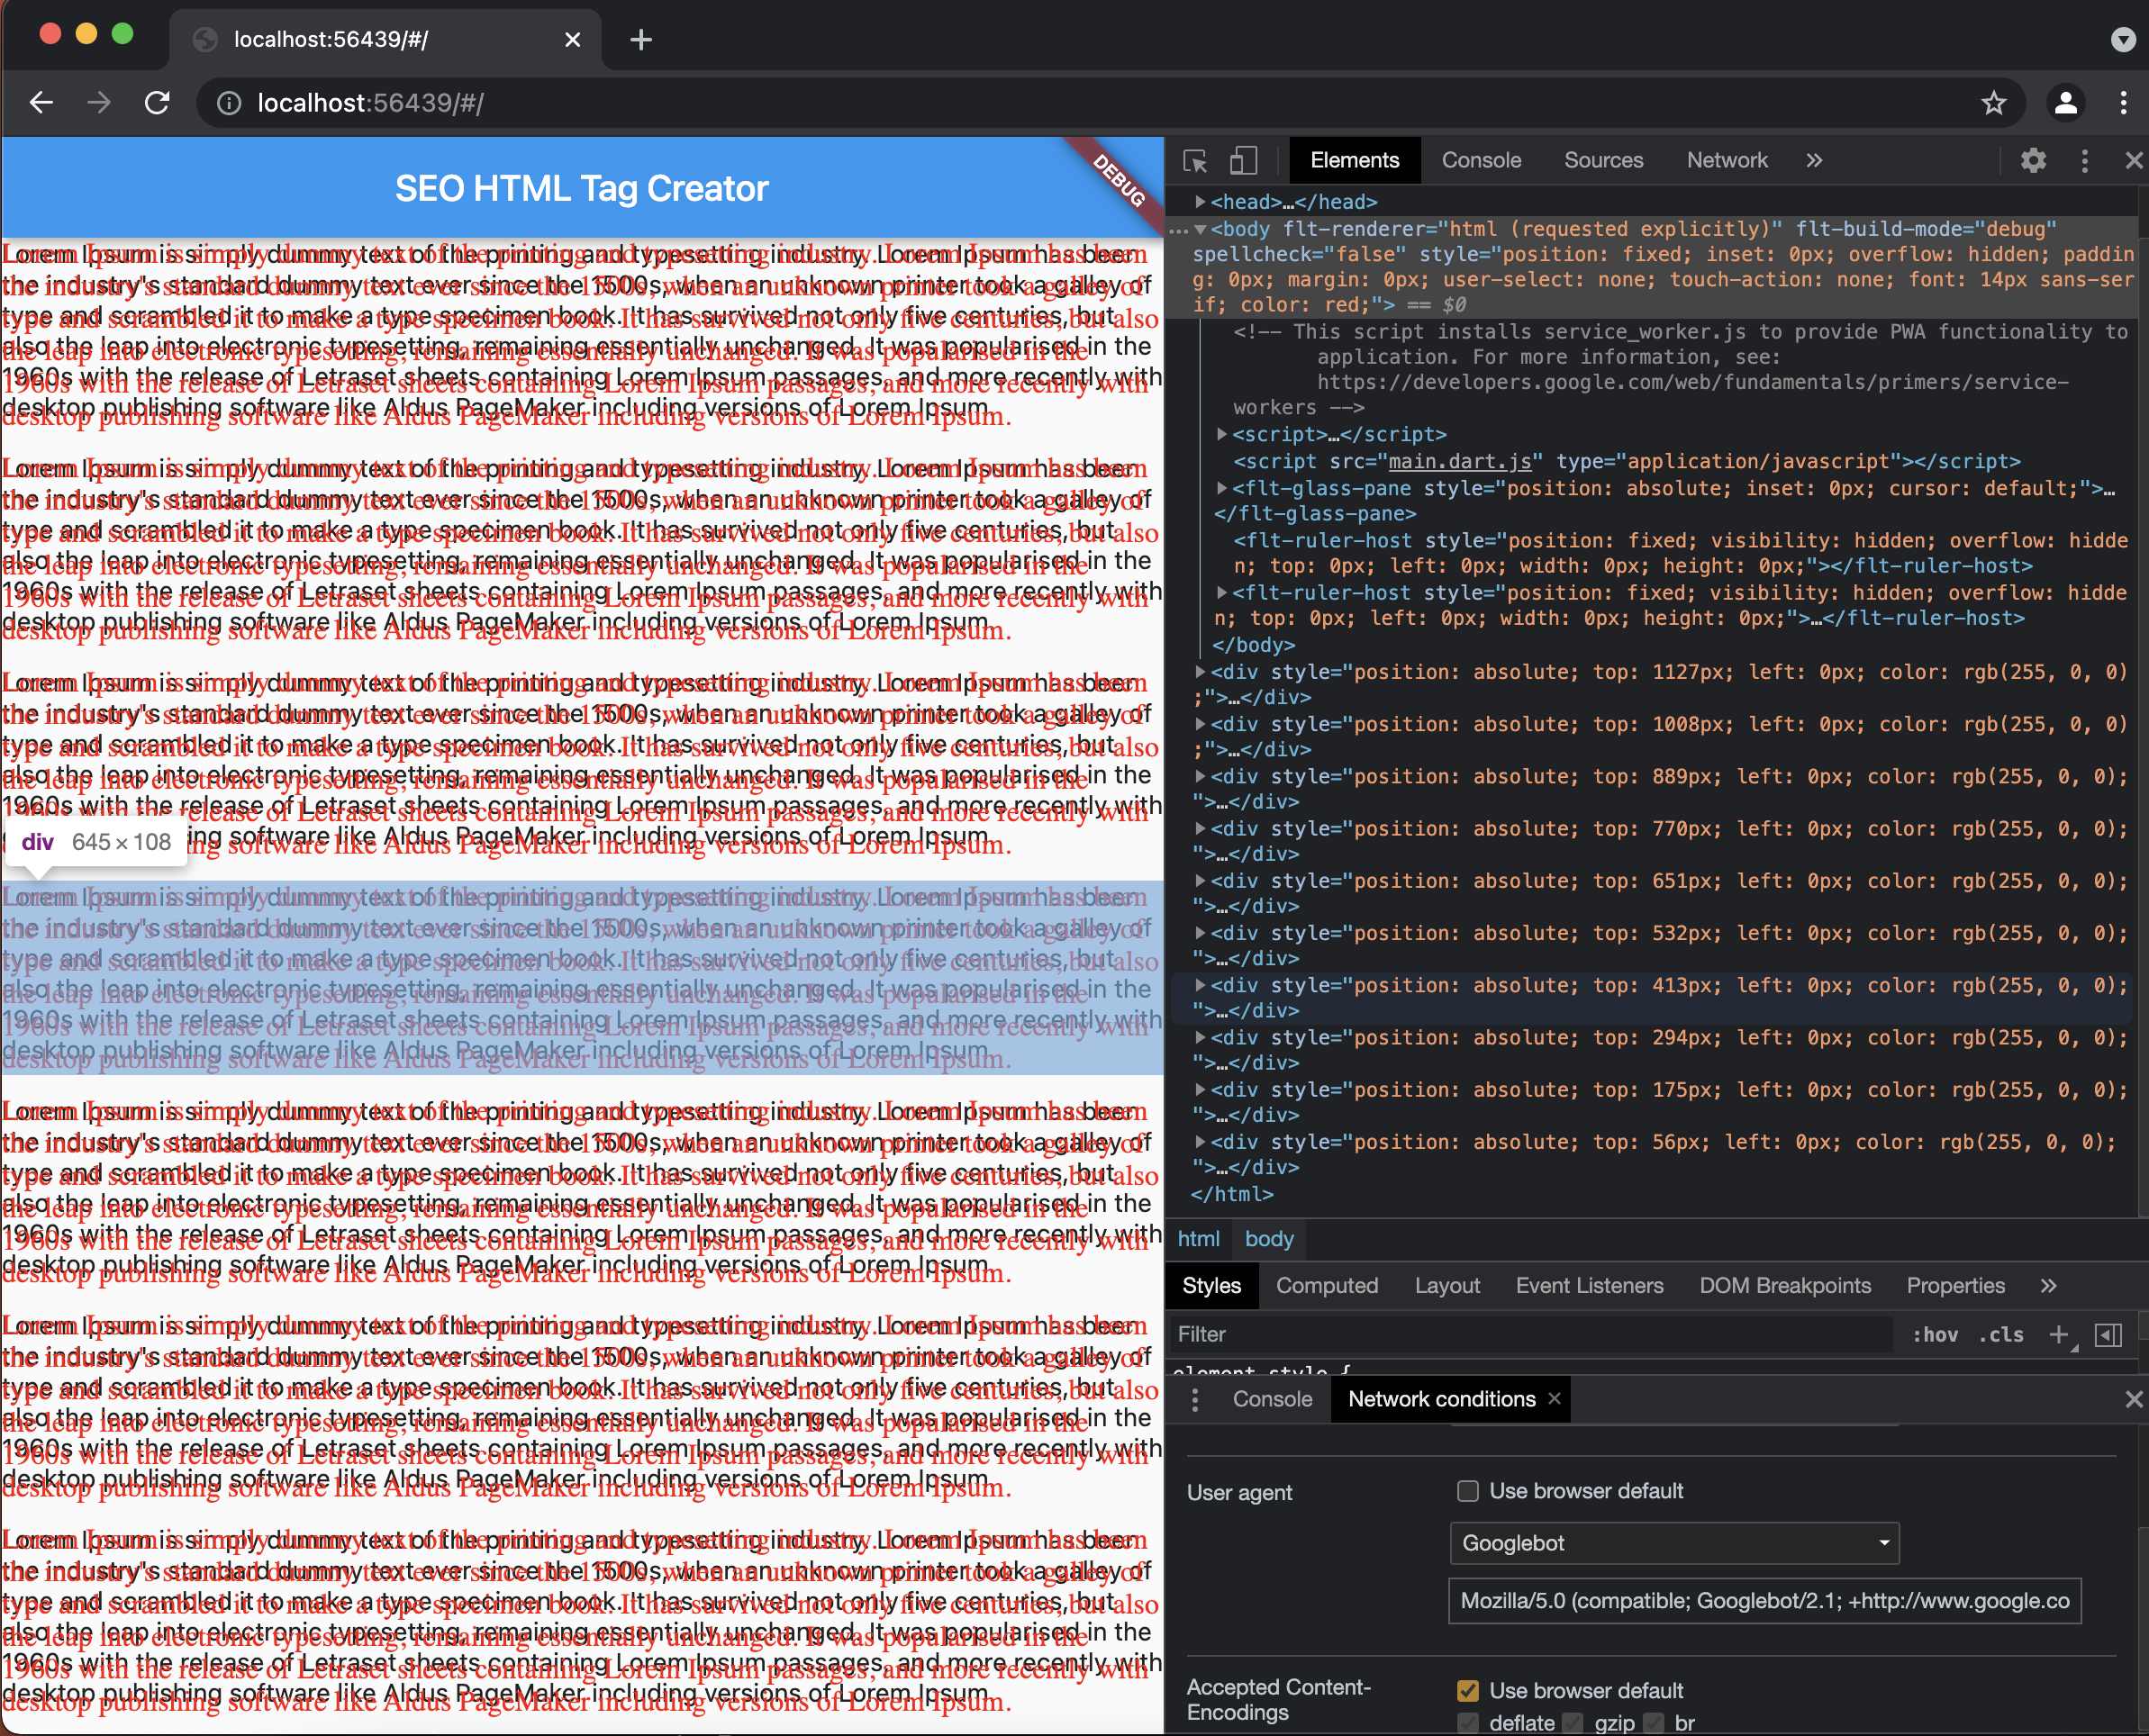 localhost:56439/#/
localhost:56439/#/
SEO HTML Tag Creator
DEBUG
Lorem Ipsum is simply dummy text of the printing and typesetting industry. Lorem Ipsum has been
the industry's standard dummy text ever since the 1500s, when an unknown printer took a galley of
type and scrambled it to make a type specimen book. It has survived not only five centuries, but also
the leap into electronic typesetting, remaining essentially unchanged. It was popularised in the
1960s with the release of Letraset sheets containing Lorem Ipsum passages, and more recently with
desktop publishing software like Aldus PageMaker including versions of Lorem Ipsum.
Lorem Ipsum is simply dummy text of the printing and typesetting industry. Lorem Ipsum has been
the industry's standard dummy text ever since the 1500s, when an unknown printer took a galley of
type and scrambled it to make a type specimen book. It has survived not only five centuries, but also
the leap into electronic typesetting, remaining essentially unchanged. It was popularised in the
1960s with the release of Letraset sheets containing Lorem Ipsum passages, and more recently with
desktop publishing software like Aldus PageMaker including versions of Lorem Ipsum.
Lorem Ipsum is simply dummy text of the printing and typesetting industry. Lorem Ipsum has been
the industry's standard dummy text ever since the 1500s, when an unknown printer took a galley of
type and scrambled it to make a type specimen book. It has survived not only five centuries, but also
the leap into electronic typesetting, remaining essentially unchanged. It was popularised in the
1960s with the release of Letraset sheets containing Lorem Ipsum passages, and more recently with
div 645 × 108 ing software like Aldus PageMaker including versions of Lorem Ipsum.
Lorem Ipsum is simply dummy text of the printing and typesetting industry. Lorem Ipsum has been
the industry's standard dummy text ever since the 1500s, when an unknown printer took a galley of
type and scrambled it to make a type specimen book. It has survived not only five centuries, but also
the leap into electronic typesetting, remaining essentially unchanged. It was popularised in the
1960s with the release of Letraset sheets containing Lorem Ipsum passages, and more recently with
desktop publishing software like Aldus PageMaker including versions of Lorem Ipsum.
Lorem Ipsum is simply dummy text of the printing and typesetting industry. Lorem Ipsum has been
the industry's standard dummy text ever since the 1500s, when an unknown printer took a galley of
type and scrambled it to make a type specimen book. It has survived not only five centuries, but also
the leap into electronic typesetting, remaining essentially unchanged. It was popularised in the
1960s with the release of Letraset sheets containing Lorem Ipsum passages, and more recently with
desktop publishing software like Aldus PageMaker including versions of Lorem Ipsum.
Lorem Ipsum is simply dummy text of the printing and typesetting industry. Lorem Ipsum has been
the industry's standard dummy text ever since the 1500s, when an unknown printer took a galley of
type and scrambled it to make a type specimen book. It has survived not only five centuries, but also
the leap into electronic typesetting, remaining essentially unchanged. It was popularised in the
1960s with the release of Letraset sheets containing Lorem Ipsum passages, and more recently with
desktop publishing software like Aldus PageMaker including versions of Lorem Ipsum.
Lorem Ipsum is simply dummy text of the printing and typesetting industry. Lorem Ipsum has been
the industry's standard dummy text ever since the 1500s, when an unknown printer took a galley of
type and scrambled it to make a type specimen book. It has survived not only five centuries, but also
the leap into electronic typesetting, remaining essentially unchanged. It was popularised in the
1960s with the release of Letraset sheets containing Lorem Ipsum passages, and more recently with
desktop publishing software like Aldus PageMaker including versions of Lorem Ipsum.
Elements Console Sources Network »
<head>…</head>
<body flt-renderer="html (requested explicitly)" flt-build-mode="debug"
spellcheck="false" style="position: fixed; inset: 0px; overflow: hidden; paddin
g: 0px; margin: 0px; user-select: none; touch-action: none; font: 14px sans-ser
if; color: red;"> == $0
<!-- This script installs service_worker.js to provide PWA functionality to
application. For more information, see:
https://developers.google.com/web/fundamentals/primers/service-
workers -->
<script>…</script>
<script src="main.dart.js" type="application/javascript"></script>
<flt-glass-pane style="position: absolute; inset: 0px; cursor: default;">…
</flt-glass-pane>
<flt-ruler-host style="position: fixed; visibility: hidden; overflow: hidde
n; top: 0px; left: 0px; width: 0px; height: 0px;"></flt-ruler-host>
<flt-ruler-host style="position: fixed; visibility: hidden; overflow: hidde
n; top: 0px; left: 0px; width: 0px; height: 0px;">…</flt-ruler-host>
</body>
<div style="position: absolute; top: 1127px; left: 0px; color: rgb(255, 0, 0)
;">…</div>
<div style="position: absolute; top: 1008px; left: 0px; color: rgb(255, 0, 0)
;">…</div>
<div style="position: absolute; top: 889px; left: 0px; color: rgb(255, 0, 0);
">…</div>
<div style="position: absolute; top: 770px; left: 0px; color: rgb(255, 0, 0);
">…</div>
<div style="position: absolute; top: 651px; left: 0px; color: rgb(255, 0, 0);
">…</div>
<div style="position: absolute; top: 532px; left: 0px; color: rgb(255, 0, 0);
">…</div>
<div style="position: absolute; top: 413px; left: 0px; color: rgb(255, 0, 0);
">…</div>
<div style="position: absolute; top: 294px; left: 0px; color: rgb(255, 0, 0);
">…</div>
<div style="position: absolute; top: 175px; left: 0px; color: rgb(255, 0, 0);
">…</div>
<div style="position: absolute; top: 56px; left: 0px; color: rgb(255, 0, 0);
">…</div>
</html>
html body
Styles Computed Layout Event Listeners DOM Breakpoints Properties »
Filter :hov .cls
element.style {
Console Network conditions
User agent Use browser default
Googlebot
Mozilla/5.0 (compatible; Googlebot/2.1; +http://www.google.co
Accepted Content-
Encodings
Use browser default
deflate gzip br